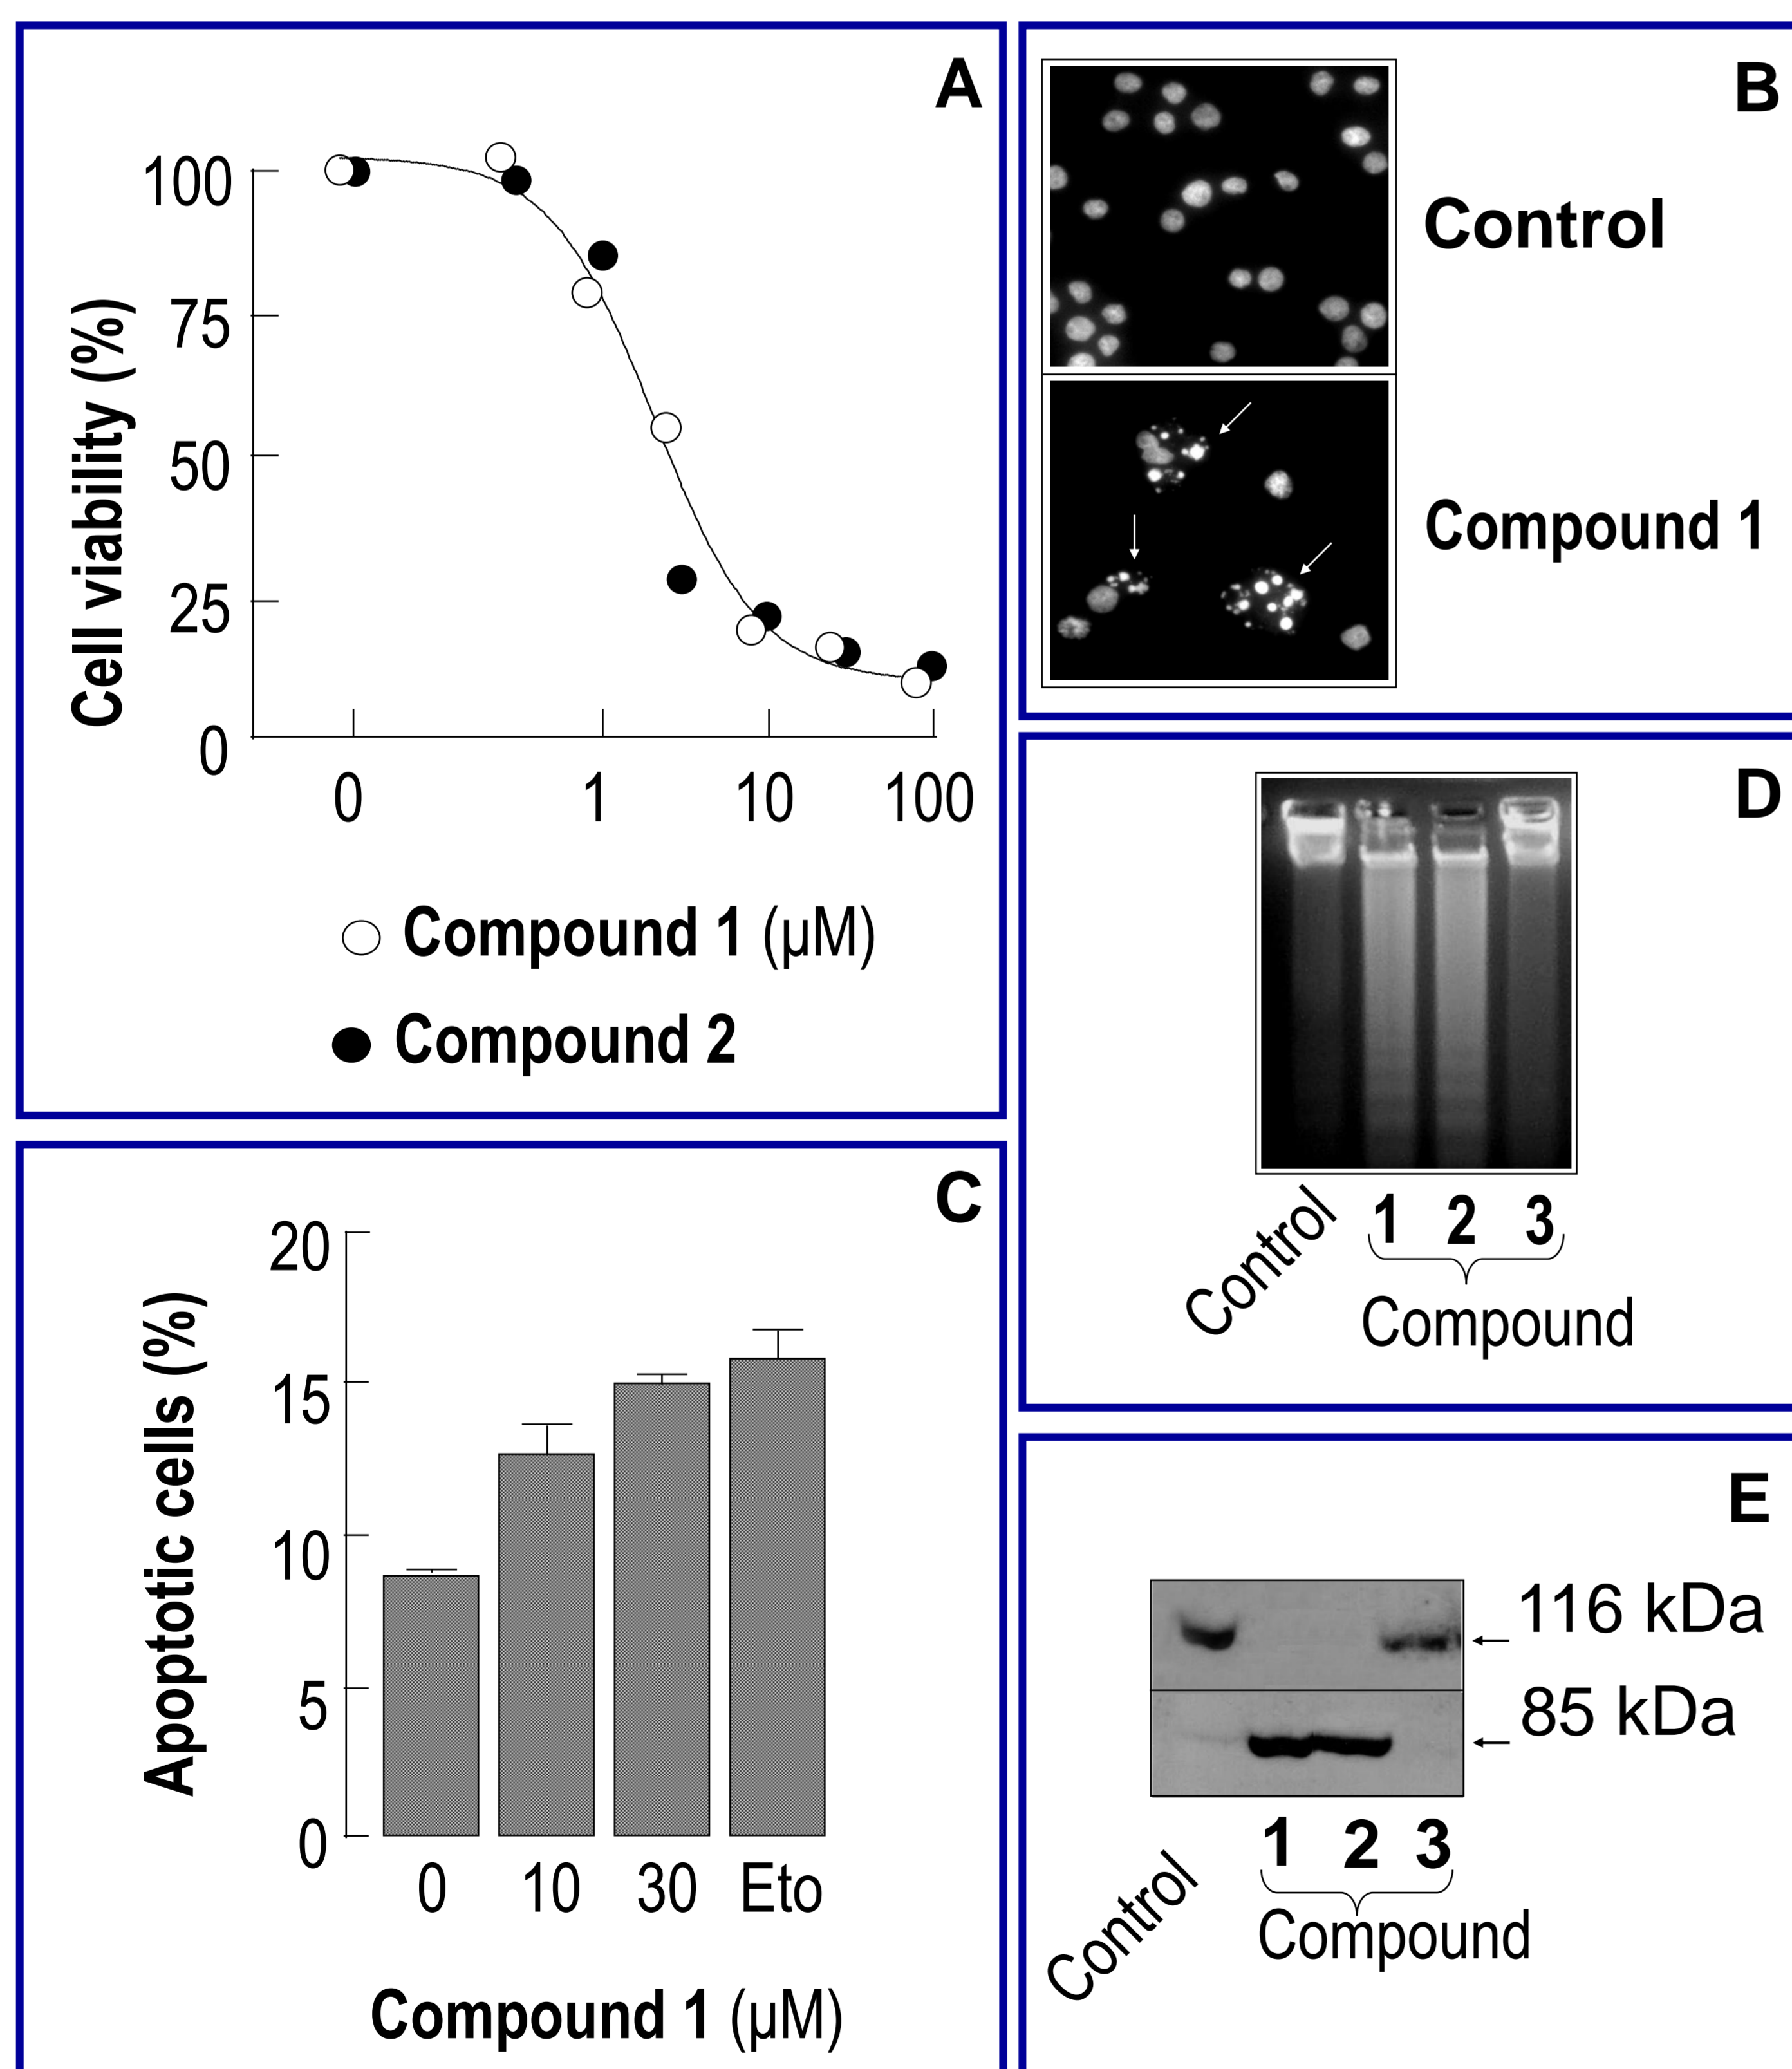 A
Cell viability (%)
100
75
50
25
0
0 1 10 100
Compound 1 (µM)
Compound 2
B
Control
Compound 1
C
Apoptotic cells (%)
20
15
10
5
0
0 10 30 Eto
Compound 1 (µM)
D
Control 1 2 3
Compound
E
116 kDa
85 kDa
Control 1 2 3
Compound